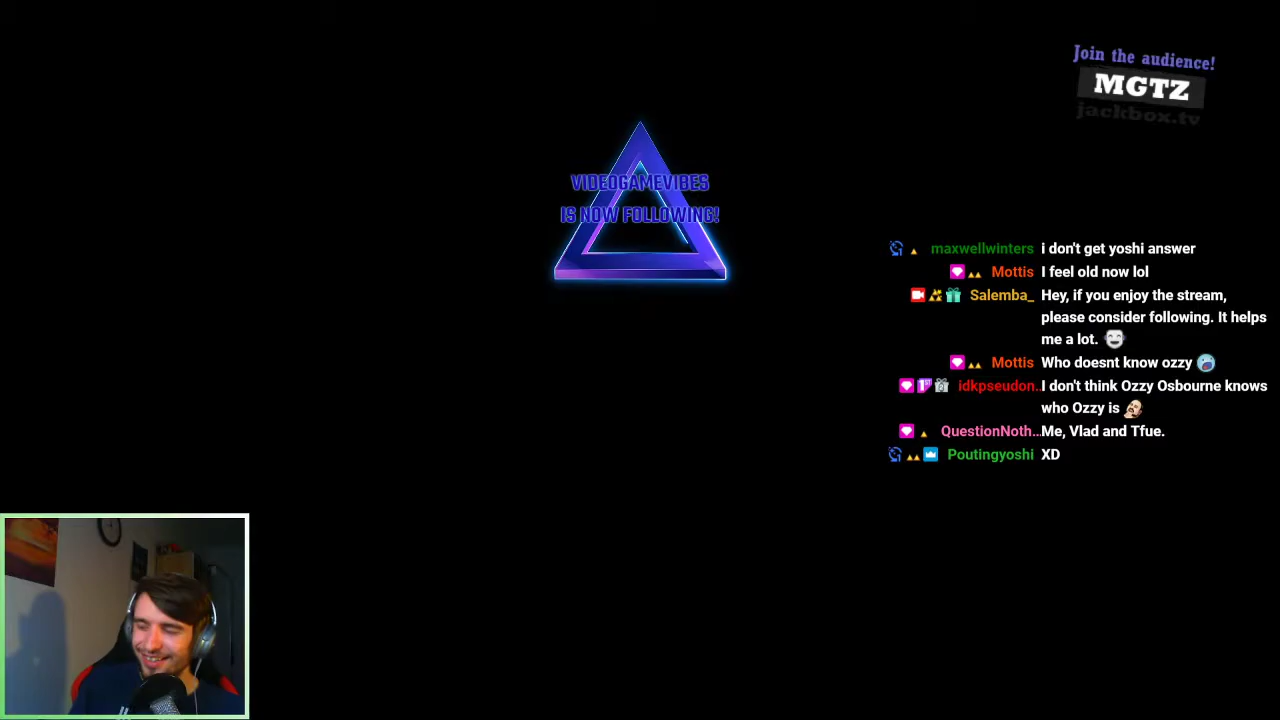 Join the audience!
MGTZ
jackbox.tv
VIDEOGAMEVIBES
IS NOW FOLLOWING!
maxwellwinters i don't get yoshi answer
Mottis I feel old now lol
Salemba_ Hey, if you enjoy the stream,
please consider following. It helps
me a lot.
Mottis Who doesnt know ozzy
idkpseudon.. I don't think Ozzy Osbourne knows
who Ozzy is
QuestionNoth... Me, Vlad and Tfue.
Poutingyoshi XD